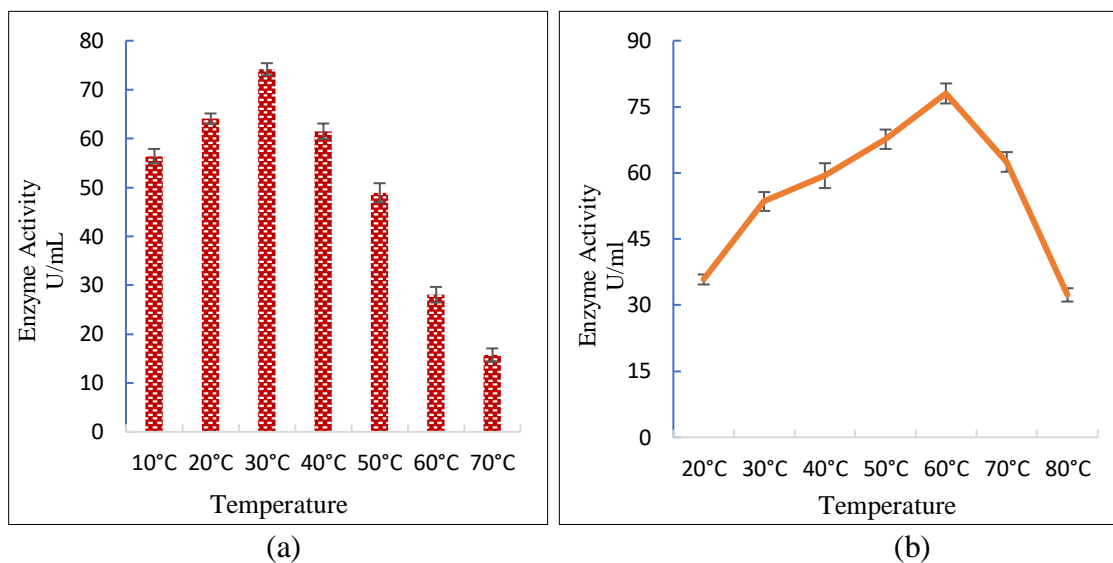 80
70
60
50
40
30
20
10
0
Enzyme Activity
U/mL
10°C 20°C 30°C 40°C 50°C 60°C 70°C
Temperature
(a)
90
75
60
45
30
15
0
Enzyme Activity
U/ml
20°C 30°C 40°C 50°C 60°C 70°C 80°C
Temperature
(b)